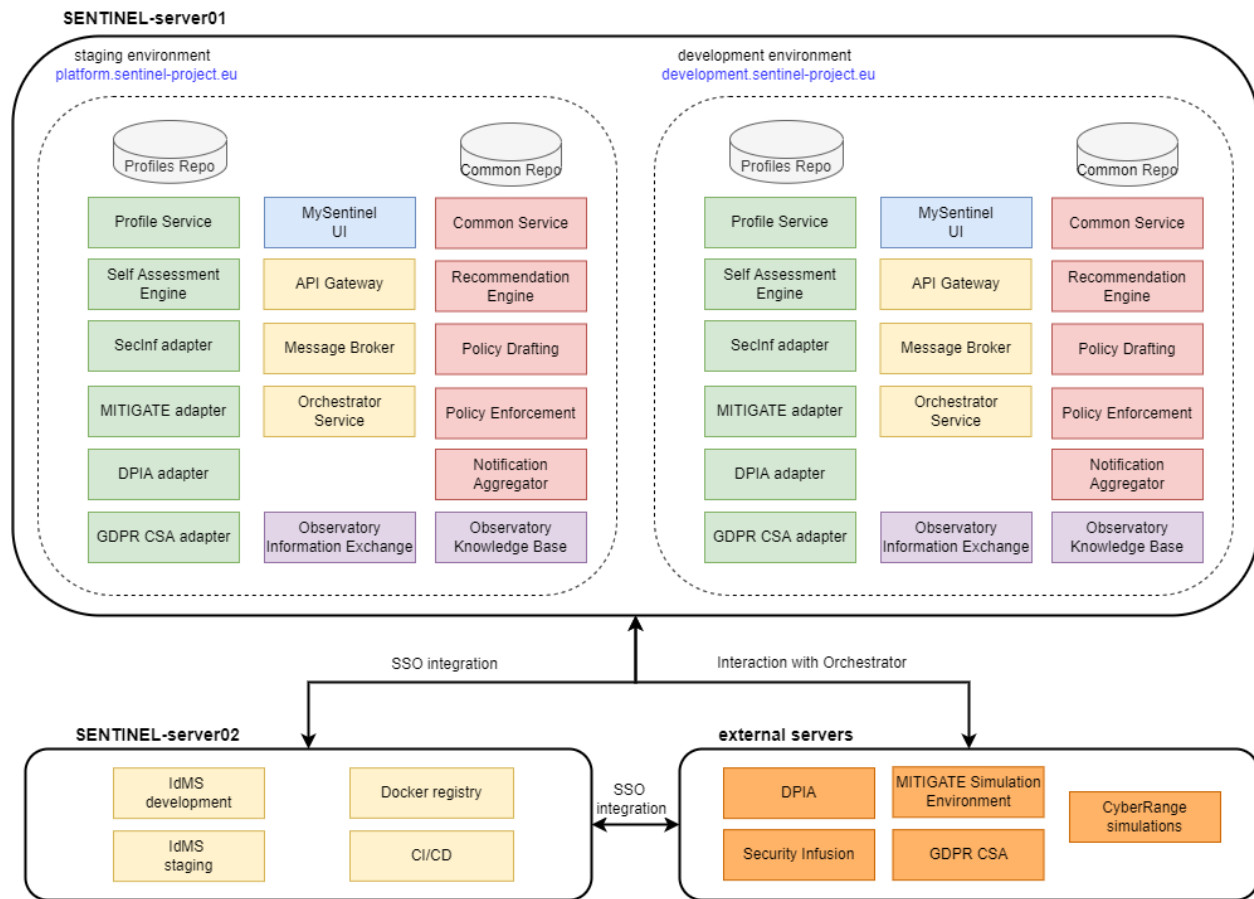 SENTINEL-server01
staging environment
platform.sentinel-project.eu
development environment
development.sentinel-project.eu
Profiles Repo
Common Repo
Profile Service
MySentinel
UI
Common Service
Self Assessment
Engine
API Gateway
Recommendation
Engine
SecInf adapter
Message Broker
Policy Drafting
MITIGATE adapter
Orchestrator
Service
Policy Enforcement
DPIA adapter
Notification
Aggregator
GDPR CSA adapter
Observatory
Information Exchange
Observatory
Knowledge Base
Profiles Repo
Common Repo
Profile Service
MySentinel
UI
Common Service
Self Assessment
Engine
API Gateway
Recommendation
Engine
SecInf adapter
Message Broker
Policy Drafting
MITIGATE adapter
Orchestrator
Service
Policy Enforcement
DPIA adapter
Notification
Aggregator
GDPR CSA adapter
Observatory
Information Exchange
Observatory
Knowledge Base
SSO integration
Interaction with Orchestrator
SENTINEL-server02
IdMS
development
Docker registry
IdMS
staging
CI/CD
SSO
integration
external servers
DPIA
MITIGATE Simulation
Environment
CyberRange
simulations
Security Infusion
GDPR CSA